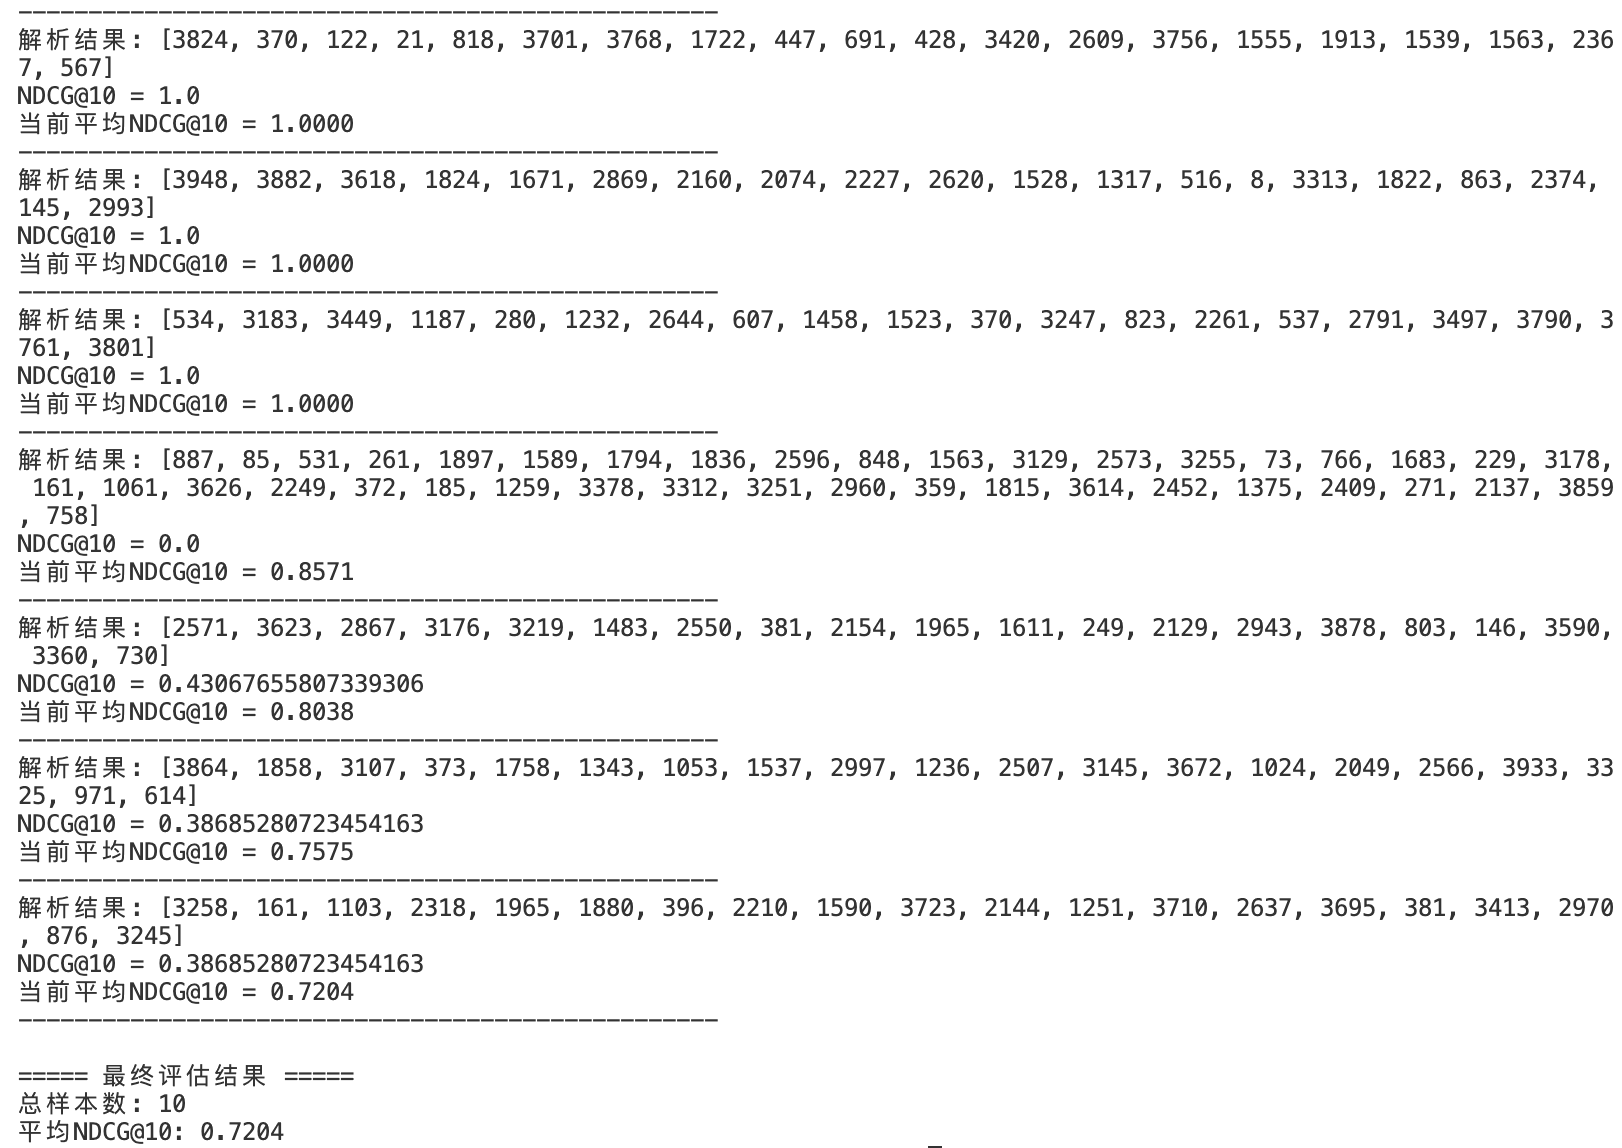 --------------------------------------------------
解析结果: [3824, 370, 122, 21, 818, 3701, 3768, 1722, 447, 691, 428, 3420, 2609, 3756, 1555, 1913, 1539, 1563, 236
7, 567]
NDCG@10 = 1.0
当前平均NDCG@10 = 1.0000
--------------------------------------------------
解析结果: [3948, 3882, 3618, 1824, 1671, 2869, 2160, 2074, 2227, 2620, 1528, 1317, 516, 8, 3313, 1822, 863, 2374,
145, 2993]
NDCG@10 = 1.0
当前平均NDCG@10 = 1.0000
--------------------------------------------------
解析结果: [534, 3183, 3449, 1187, 280, 1232, 2644, 607, 1458, 1523, 370, 3247, 823, 2261, 537, 2791, 3497, 3790, 3
761, 3801]
NDCG@10 = 1.0
当前平均NDCG@10 = 1.0000
--------------------------------------------------
解析结果: [887, 85, 531, 261, 1897, 1589, 1794, 1836, 2596, 848, 1563, 3129, 2573, 3255, 73, 766, 1683, 229, 3178,
161, 1061, 3626, 2249, 372, 185, 1259, 3378, 3312, 3251, 2960, 359, 1815, 3614, 2452, 1375, 2409, 271, 2137, 3859
, 758]
NDCG@10 = 0.0
当前平均NDCG@10 = 0.8571
--------------------------------------------------
解析结果: [2571, 3623, 2867, 3176, 3219, 1483, 2550, 381, 2154, 1965, 1611, 249, 2129, 2943, 3878, 803, 146, 3590,
3360, 730]
NDCG@10 = 0.43067655807339306
当前平均NDCG@10 = 0.8038
--------------------------------------------------
解析结果: [3864, 1858, 3107, 373, 1758, 1343, 1053, 1537, 2997, 1236, 2507, 3145, 3672, 1024, 2049, 2566, 3933, 33
25, 971, 614]
NDCG@10 = 0.38685280723454163
当前平均NDCG@10 = 0.7575
--------------------------------------------------
解析结果: [3258, 161, 1103, 2318, 1965, 1880, 396, 2210, 1590, 3723, 2144, 1251, 3710, 2637, 3695, 381, 3413, 2970
, 876, 3245]
NDCG@10 = 0.38685280723454163
当前平均NDCG@10 = 0.7204
--------------------------------------------------
===== 最终评估结果 =====
总样本数: 10
平均NDCG@10: 0.7204